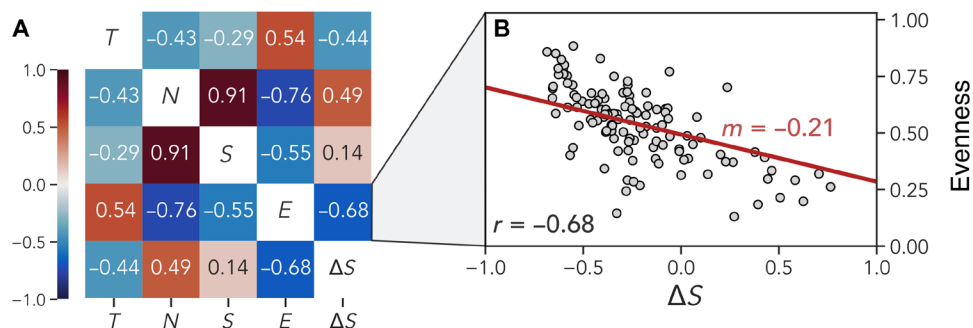 A
T −0.43 −0.29 0.54 −0.44
−0.43 N 0.91 −0.76 0.49
−0.29 0.91 S −0.55 0.14
0.54 −0.76 −0.55 E −0.68
−0.44 0.49 0.14 −0.68 ΔS
T N S E ΔS
1.0
0.5
0.0
−0.5
−1.0
B
m = −0.21
r = −0.68
1.00
0.75
0.50
0.25
0.00
Evenness
−1.0 −0.5 0.0 0.5 1.0
ΔS